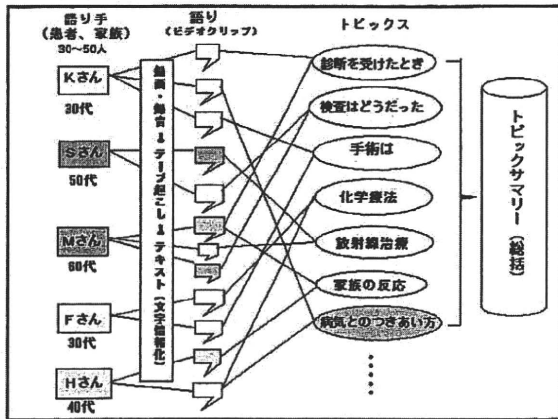 語り手
(患者、家族)
30〜50人
語り
(ビデオクリップ)
トピックス
Kさん
30代
Sさん
50代
Mさん
60代
Fさん
30代
Hさん
40代
録画・録音➡テープ起こし➡テキスト(文字情報化)
診断を受けたとき
検査はどうだった
手術は
化学療法
放射線治療
家族の反応
病気とのつきあい方
トピックサマリー(総括)